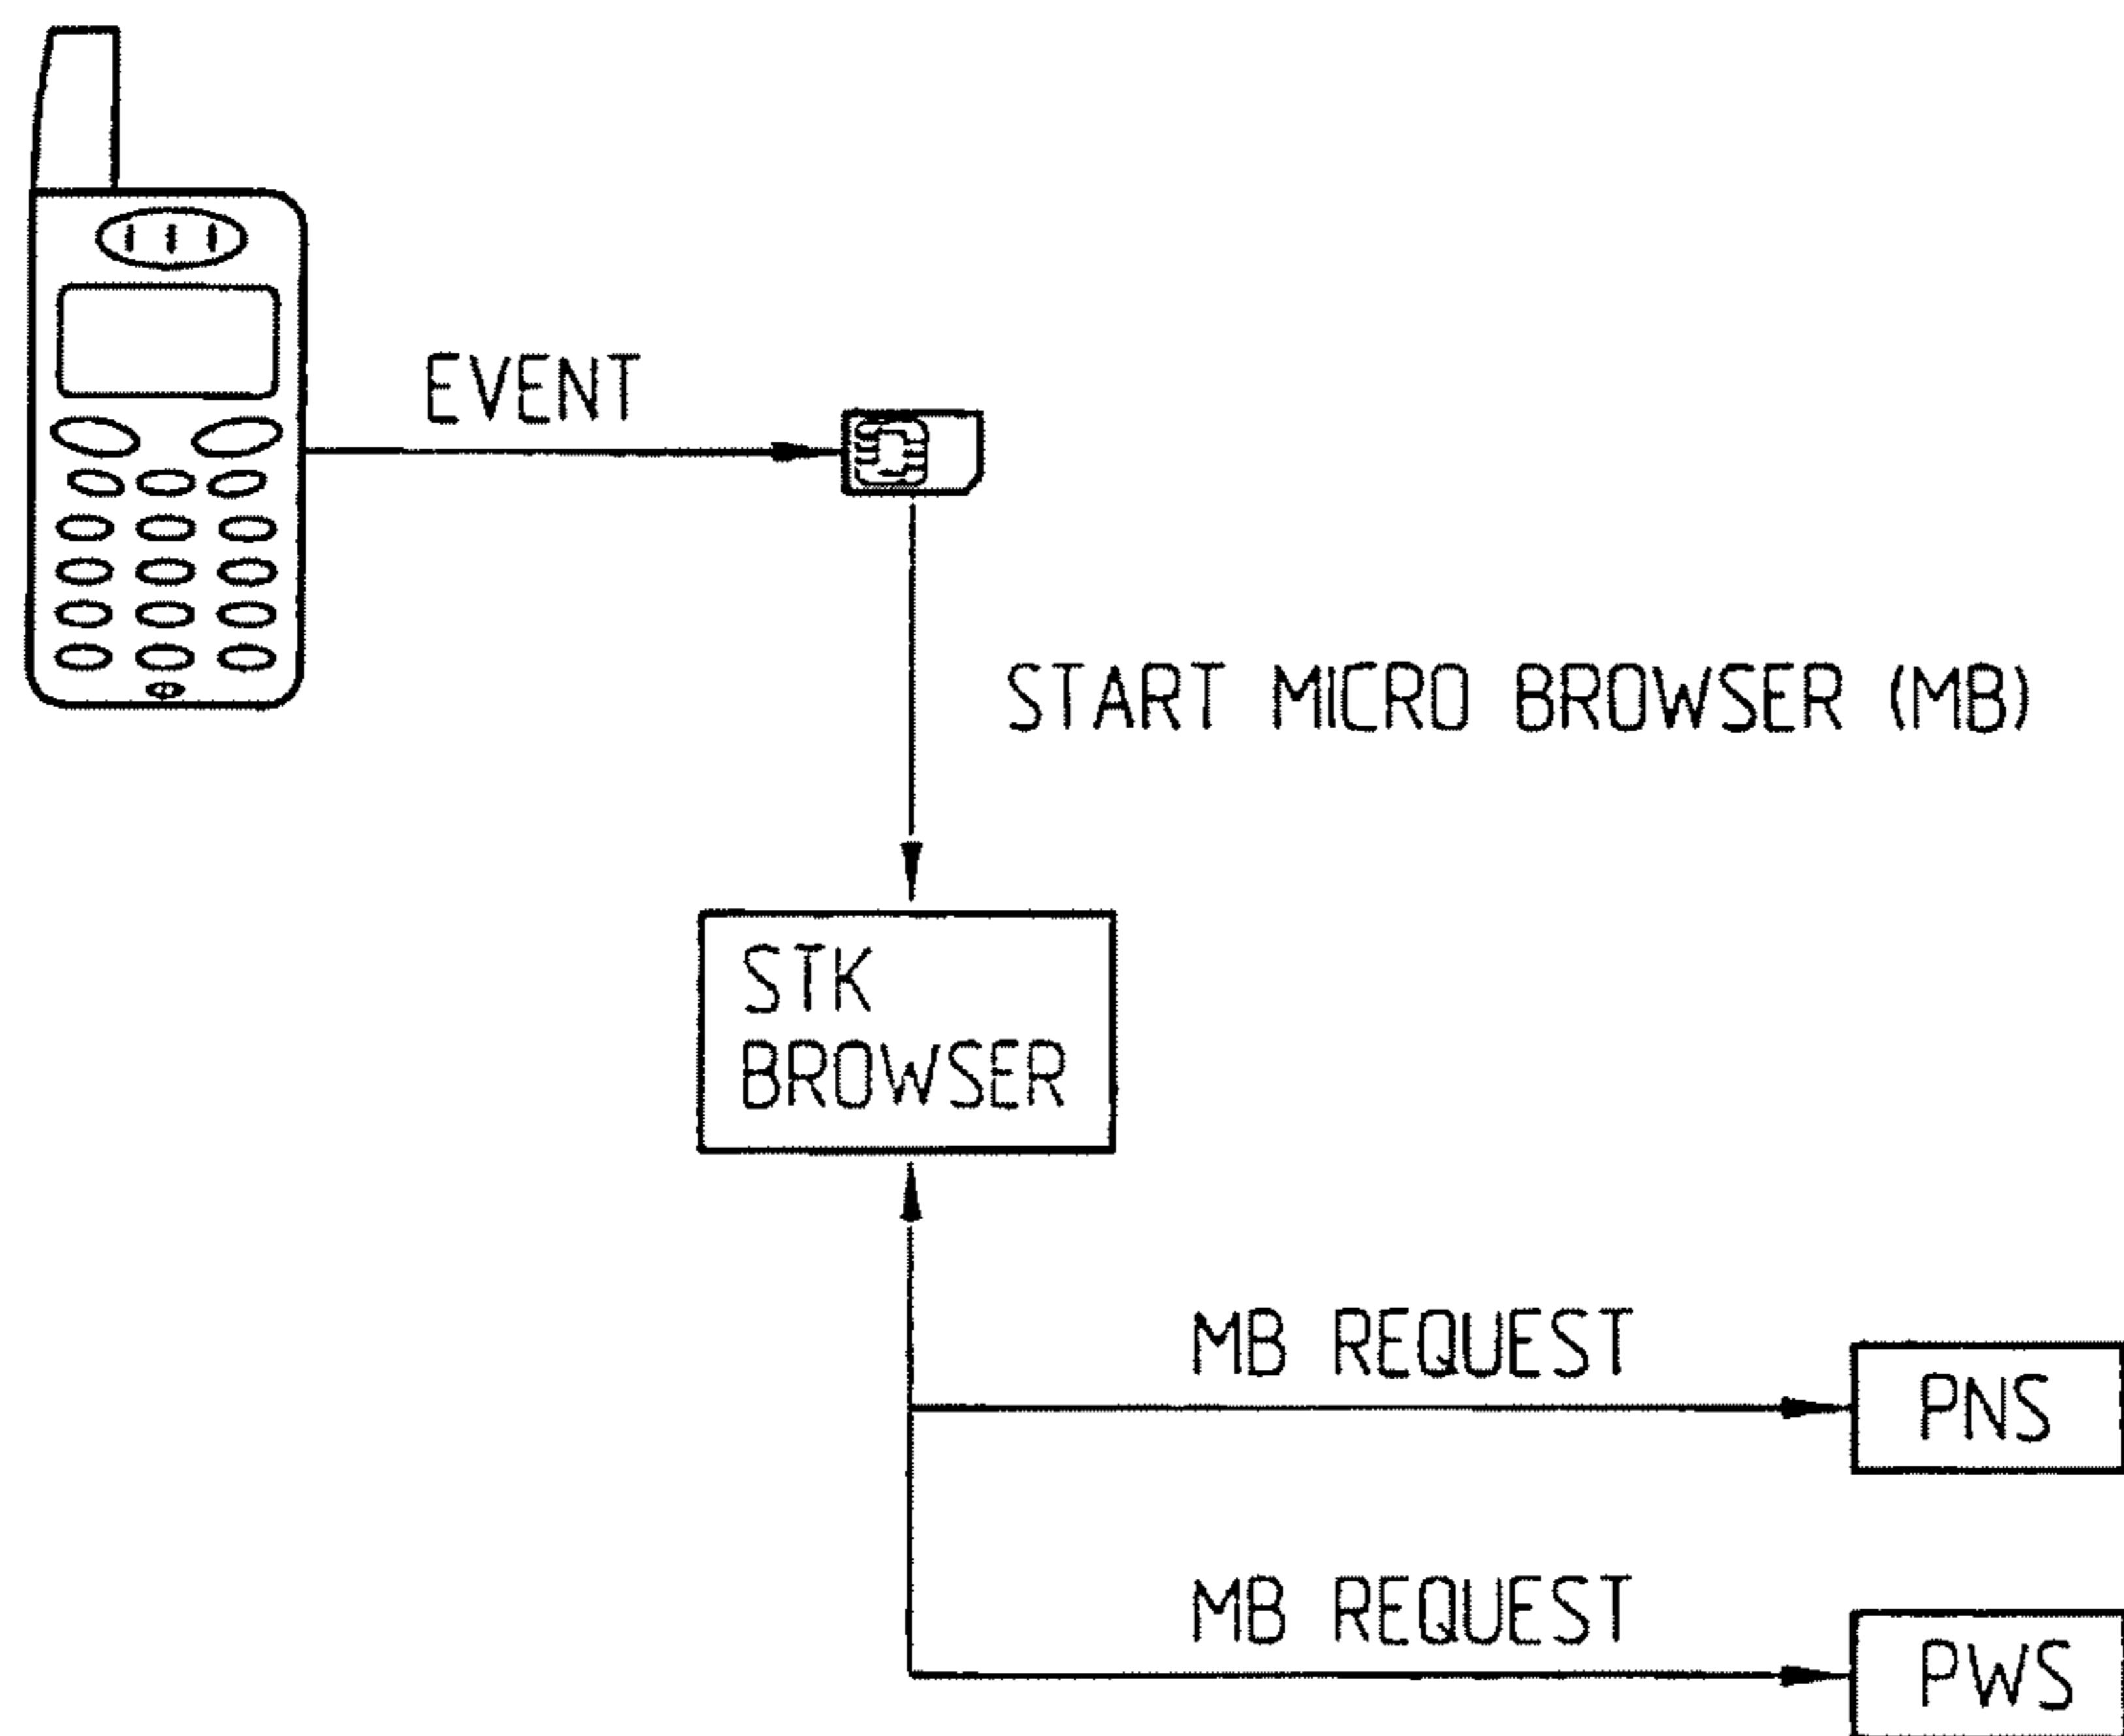 EVENT
START MICRO BROWSER (MB)
STK
BROWSER
MB REQUEST
PNS
MB REQUEST
PWS